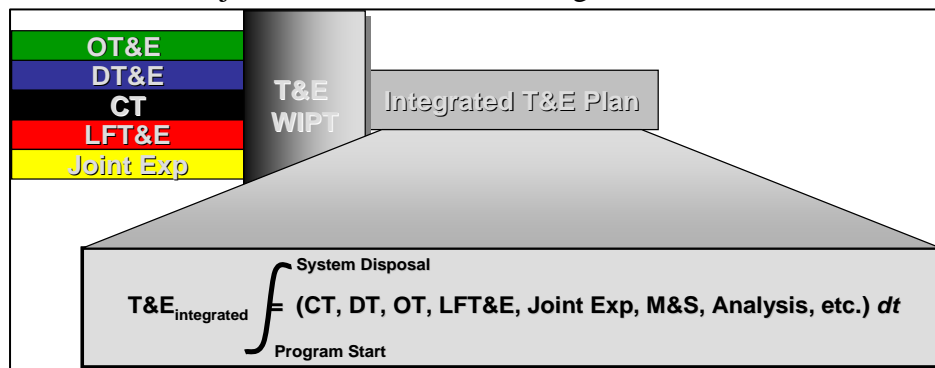 OT&E
DT&E
CT
LFT&E
Joint Exp
T&E
WIPT
Integrated T&E Plan
System Disposal
T&E integrated = (CT, DT, OT, LFT&E, Joint Exp, M&S, Analysis, etc.) dt
Program Start